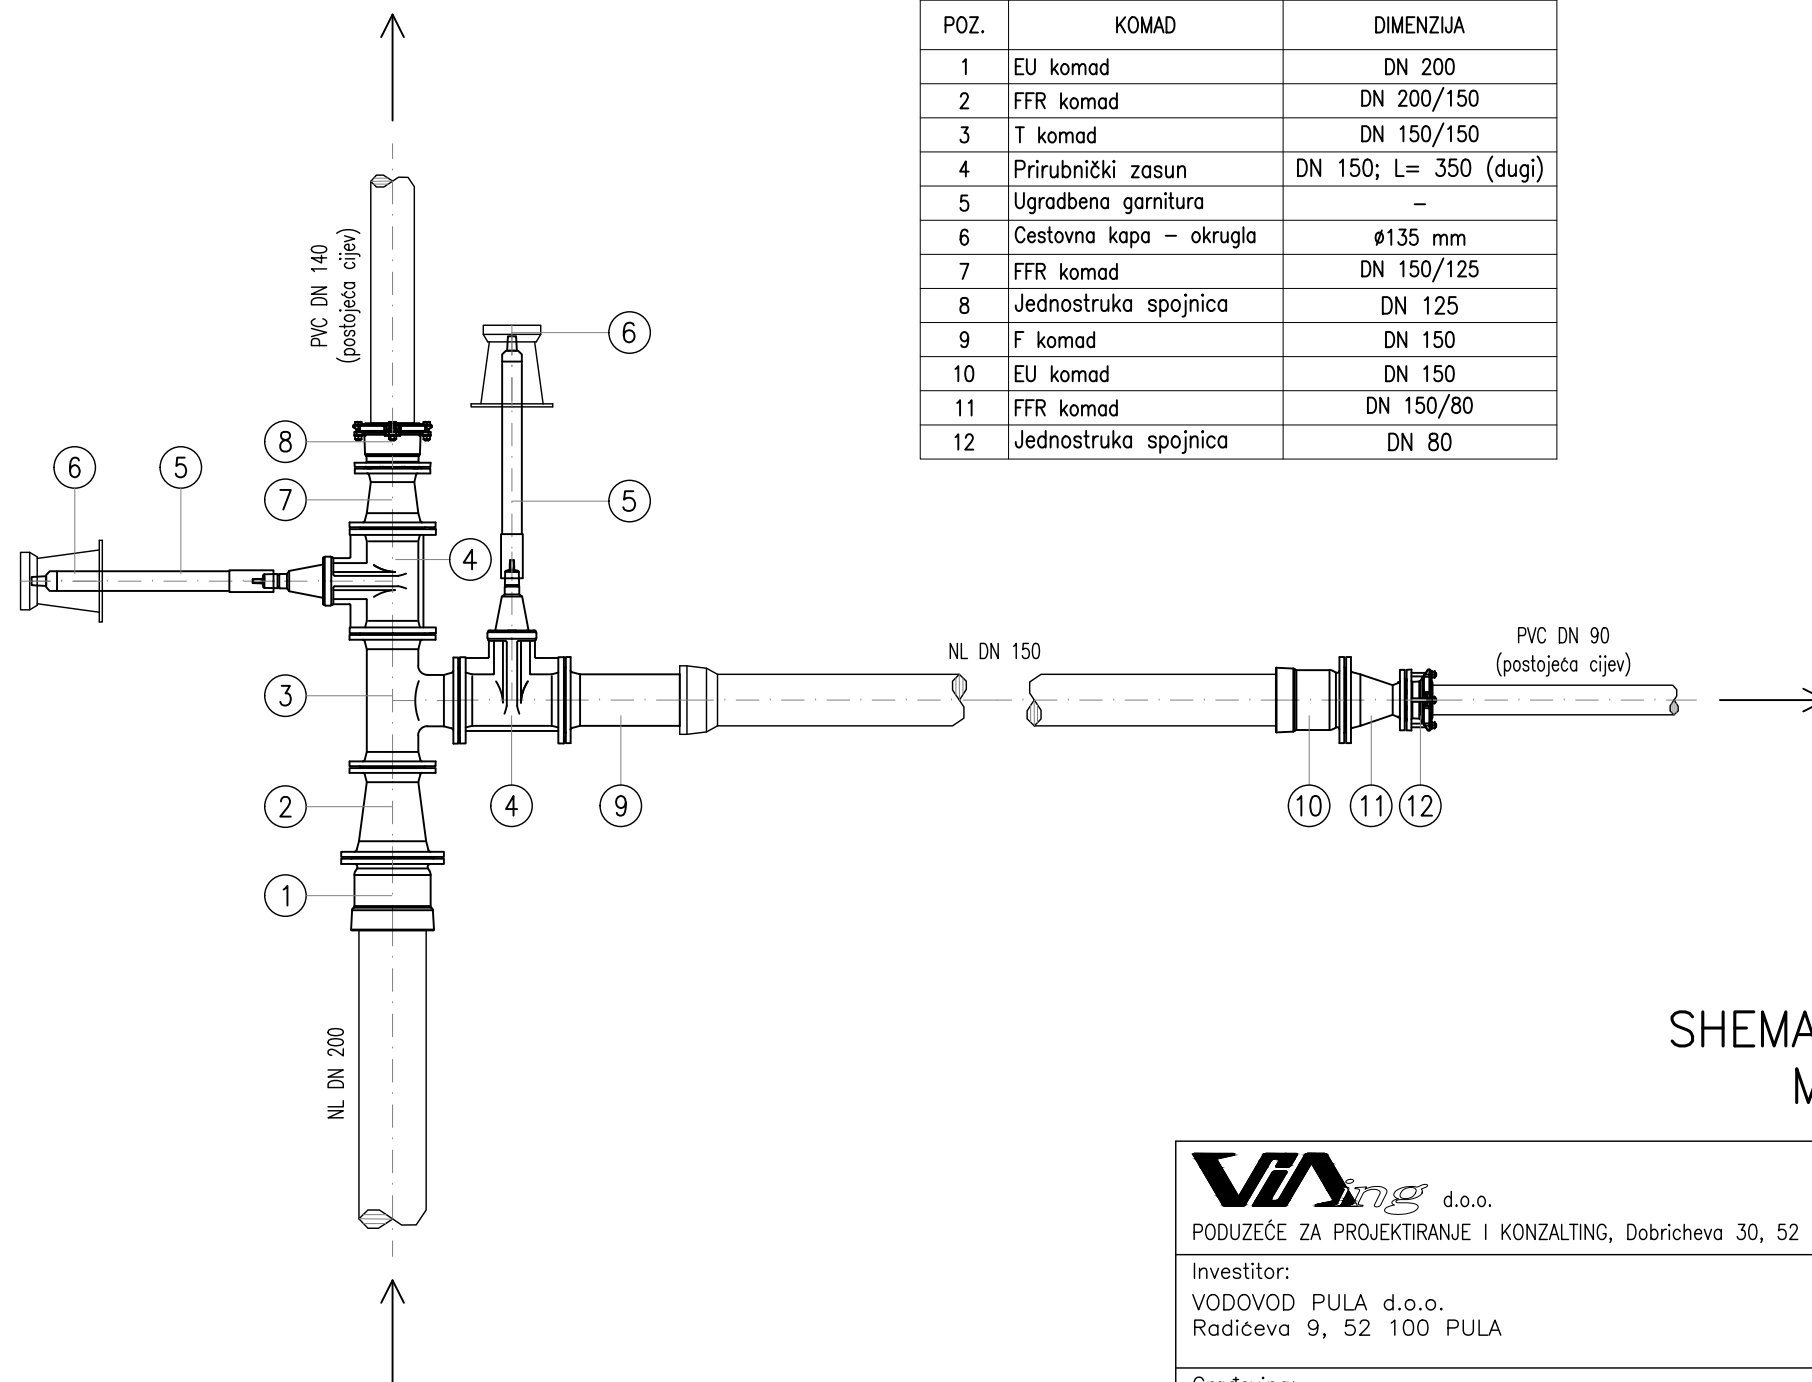 POZ. KOMAD DIMENZIJA
1 EU komad DN 200
2 FFR komad DN 200/150
3 T komad DN 150/150
4 Prirubnički zasun DN 150; L= 350 (dugi)
5 Ugradbena garnitura –
6 Cestovna kapa – okrugla ø135 mm
7 FFR komad DN 150/125
8 Jednostruka spojnica DN 125
9 F komad DN 150
10 EU komad DN 150
11 FFR komad DN 150/80
12 Jednostruka spojnica DN 80
PVC DN 140
(postojeća cijev)
6
8
6 5
7
5
4
3
NL DN 150
PVC DN 90
(postojeća cijev)
2
4
9
10
11
12
1
NL DN 200
SHEMA
VIAing d.o.o.
PODUZEĆE ZA PROJEKTIRANJE I KONZALTING, Dobricheva 30, 52
Investitor:
VODOVOD PULA d.o.o.
Radićeva 9, 52 100 PULA